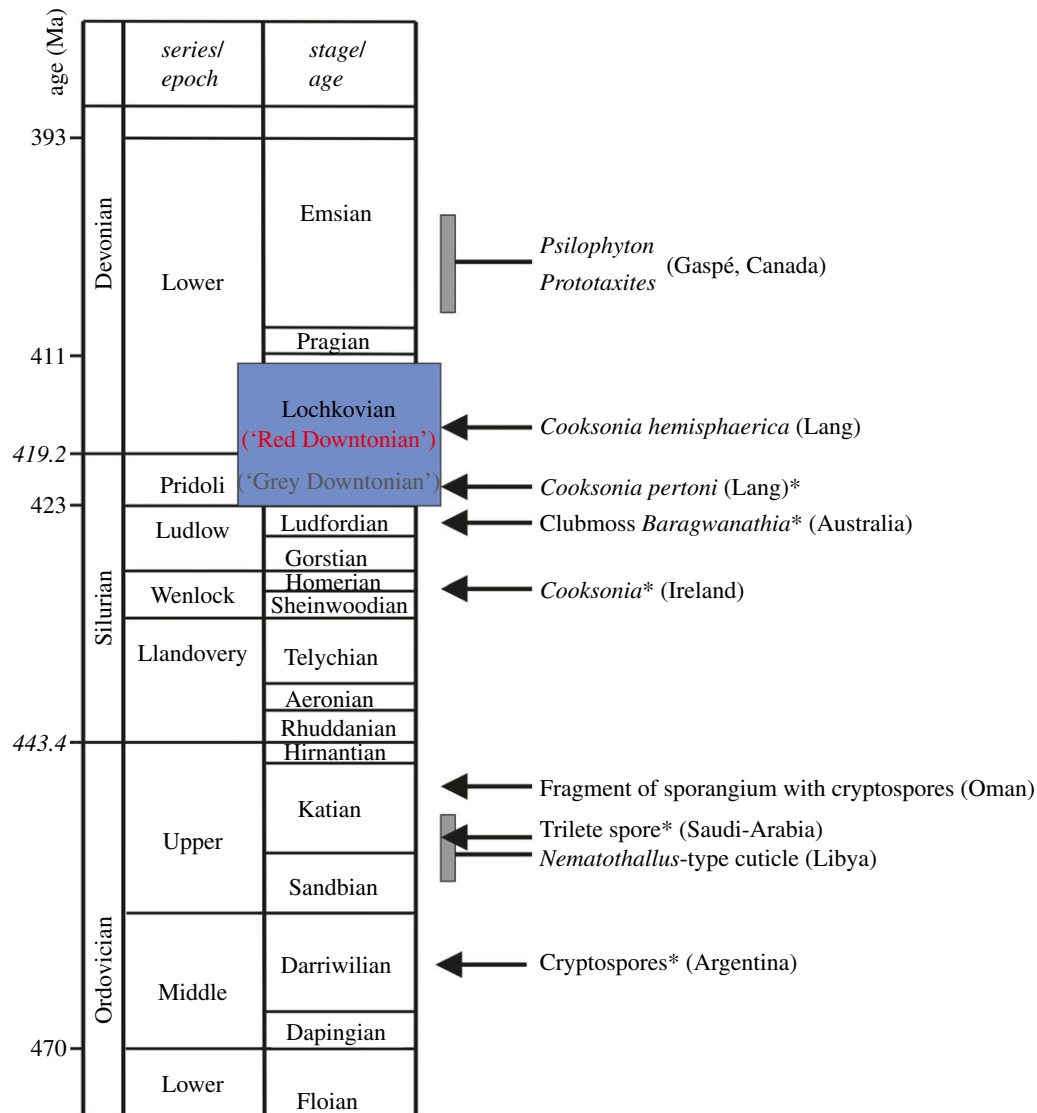 age (Ma)
series/
epoch
stage/
age
393
Devonian
Lower
Emsian
Psilophyton
Prototaxites
(Gaspé, Canada)
Pragian
411
Lochkovian
(‘Red Downtonian’)
Cooksonia hemisphaerica (Lang)
419.2
Silurian
Pridoli
(‘Grey Downtonian’)
Cooksonia pertoni (Lang)*
423
Ludlow
Ludfordian
Clubmoss Baragwanathia* (Australia)
Gorstian
Wenlock
Homerian
Cooksonia* (Ireland)
Sheinwoodian
Llandovery
Telychian
Aeronian
Rhuddanian
443.4
Ordovician
Hirnantian
Upper
Katian
Fragment of sporangium with cryptospores (Oman)
Trilete spore* (Saudi-Arabia)
Nematothallus-type cuticle (Libya)
Sandbian
Middle
Darriwilian
Cryptospores* (Argentina)
Dapingian
470
Lower
Floian